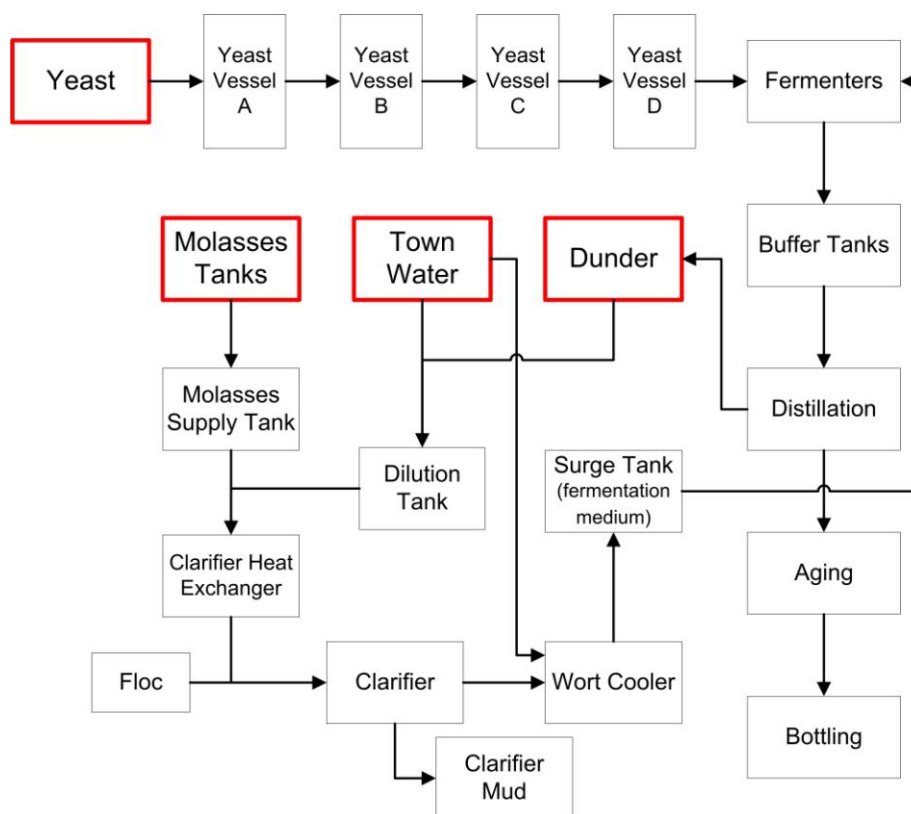 Yeast
Yeast
Vessel
A
Yeast
Vessel
B
Yeast
Vessel
C
Yeast
Vessel
D
Fermenters
Molasses
Tanks
Town
Water
Dunder
Buffer Tanks
Molasses
Supply Tank
Dilution
Tank
Surge Tank
(fermentation
medium)
Distillation
Clarifier Heat
Exchanger
Aging
Floc
Clarifier
Wort Cooler
Bottling
Clarifier
Mud